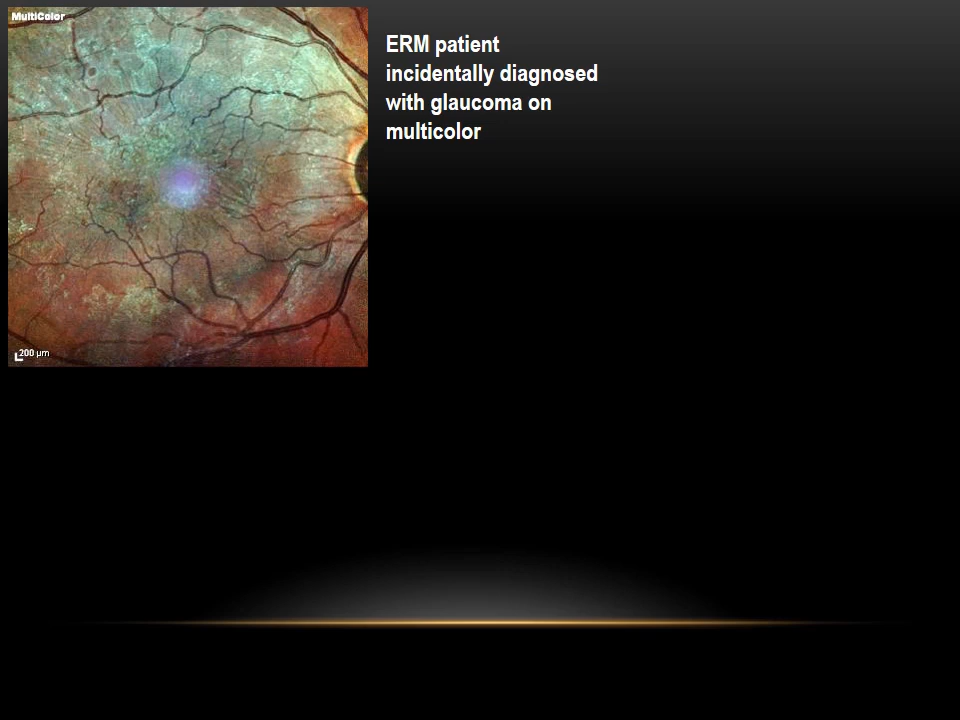 MultiColor
ERM patient
incidentally diagnosed
with glaucoma on
multicolor
200 µm